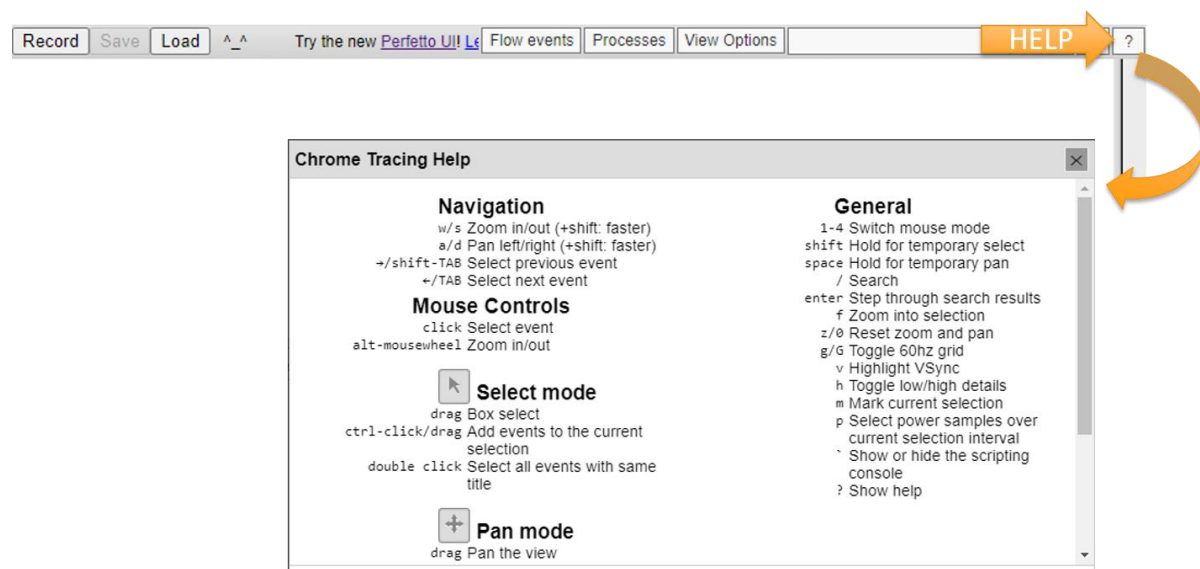 Record Save Load ^_^ Try the new Perfetto UI! Le Flow events Processes View Options HELP ?
Chrome Tracing Help ×
Navigation
w/s Zoom in/out (+shift: faster)
a/d Pan left/right (+shift: faster)
→/shift-TAB Select previous event
←/TAB Select next event
Mouse Controls
click Select event
alt-mousewheel Zoom in/out
Select mode
drag Box select
ctrl-click/drag Add events to the current
selection
double click Select all events with same
title
Pan mode
drag Pan the view
General
1-4 Switch mouse mode
shift Hold for temporary select
space Hold for temporary pan
/ Search
enter Step through search results
f Zoom into selection
z/0 Reset zoom and pan
g/G Toggle 60hz grid
v Highlight VSync
h Toggle low/high details
m Mark current selection
p Select power samples over
current selection interval
` Show or hide the scripting
console
? Show help